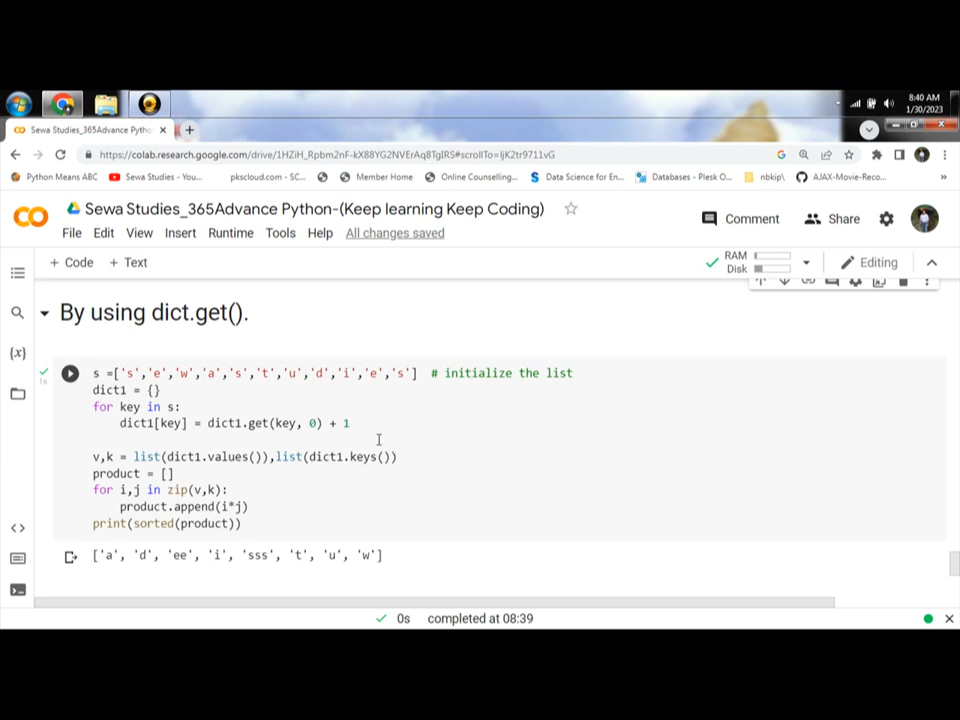 8:40 AM
1/30/2023
Sewa Studies_365Advance Pytho
https://colab.research.google.com/drive/1HZiH_Rpbm2nF-kX88YG2NVErAq8TgIRS#scrollTo=ljK2tr9711vG
Python Means ABC Sewa Studies - You... pkscloud.com - SC... Member Home Online Counselling... Data Science for En... Databases - Plesk O... nbkip\ AJAX-Movie-Reco... »
Sewa Studies_365Advance Python-(Keep learning Keep Coding)
Comment Share
File Edit View Insert Runtime Tools Help All changes saved
+ Code + Text
RAM
Disk
Editing
By using dict.get().
{x}
1s
s =['s','e','w','a','s','t','u','d','i','e','s'] # initialize the list
dict1 = {}
for key in s:
dict1[key] = dict1.get(key, 0) + 1
v,k = list(dict1.values()),list(dict1.keys())
product = []
for i,j in zip(v,k):
product.append(i*j)
print(sorted(product))
['a', 'd', 'ee', 'i', 'sss', 't', 'u', 'w']
0s completed at 08:39